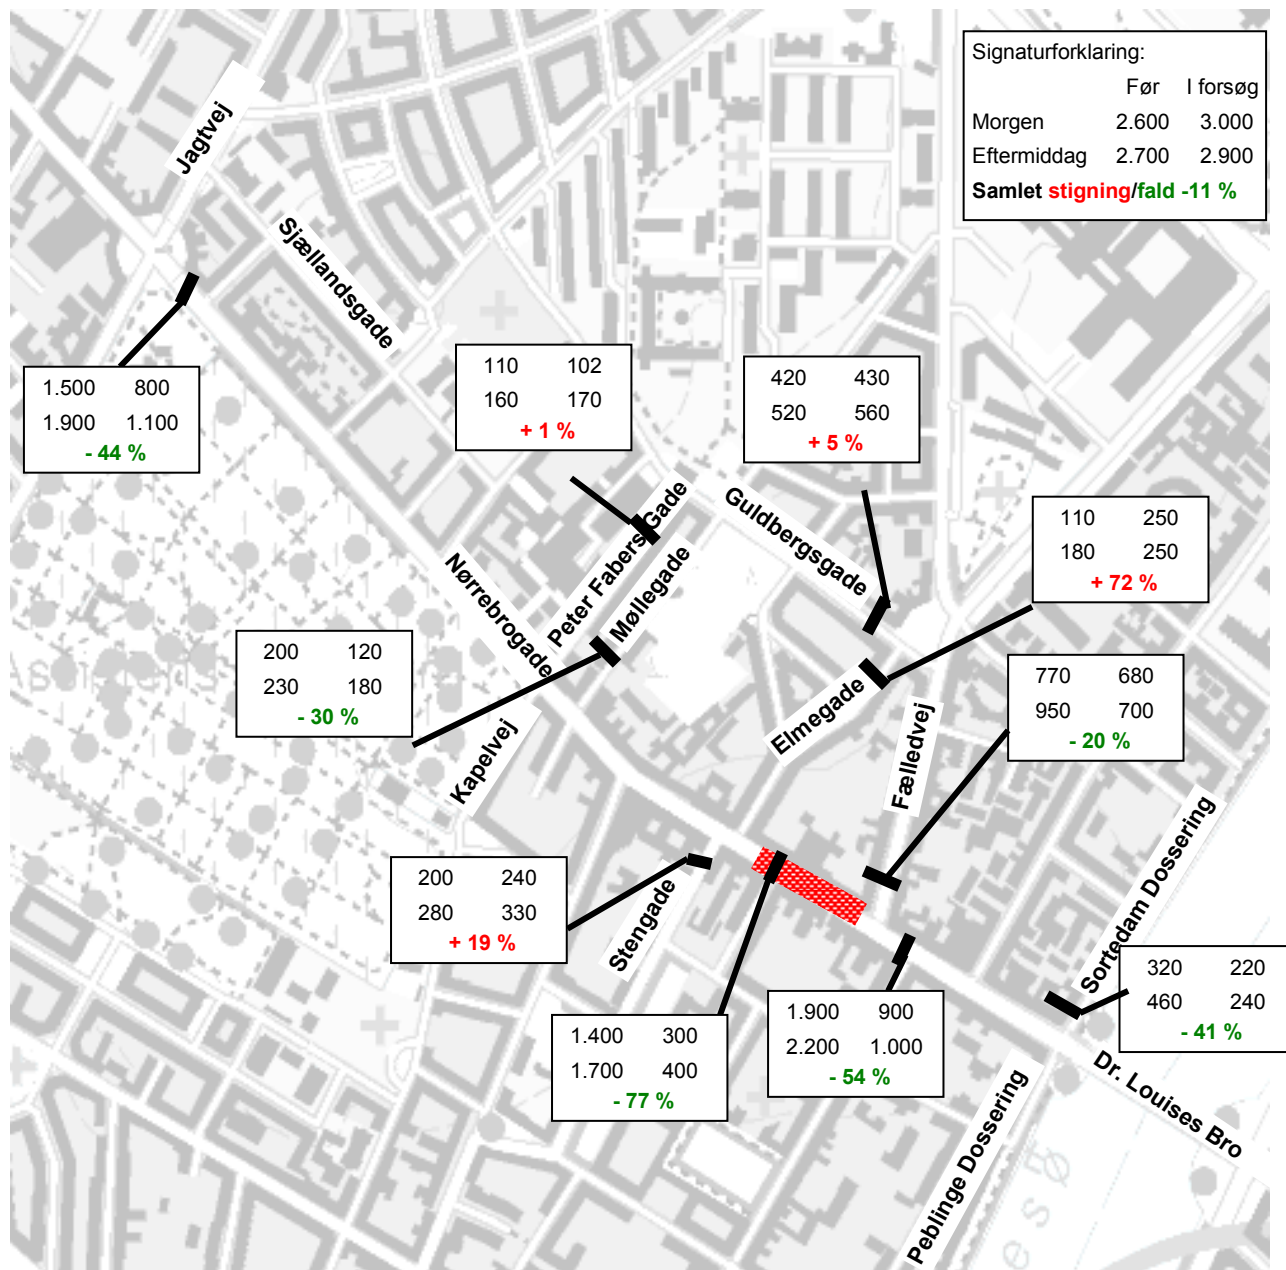 Signaturforklaring:
Før I forsøg
Morgen 2.600 3.000
Eftermiddag 2.700 2.900
Samlet stigning/fald -11 %
Jagtvej
Sjællandsgade
1.500 800
1.900 1.100
- 44 %
110 102
160 170
+ 1 %
420 430
520 560
+ 5 %
Guldbergsgade
Peter Fabers Gade
Møllegade
Nørrebrogade
110 250
180 250
+ 72 %
200 120
230 180
- 30 %
Kapelvej
Elmegade
Fælledvej
770 680
950 700
- 20 %
Sortedam Dossering
200 240
280 330
+ 19 %
Stengade
1.400 300
1.700 400
- 77 %
1.900 900
2.200 1.000
- 54 %
320 220
460 240
- 41 %
Dr. Louises Bro
Peblinge Dossering